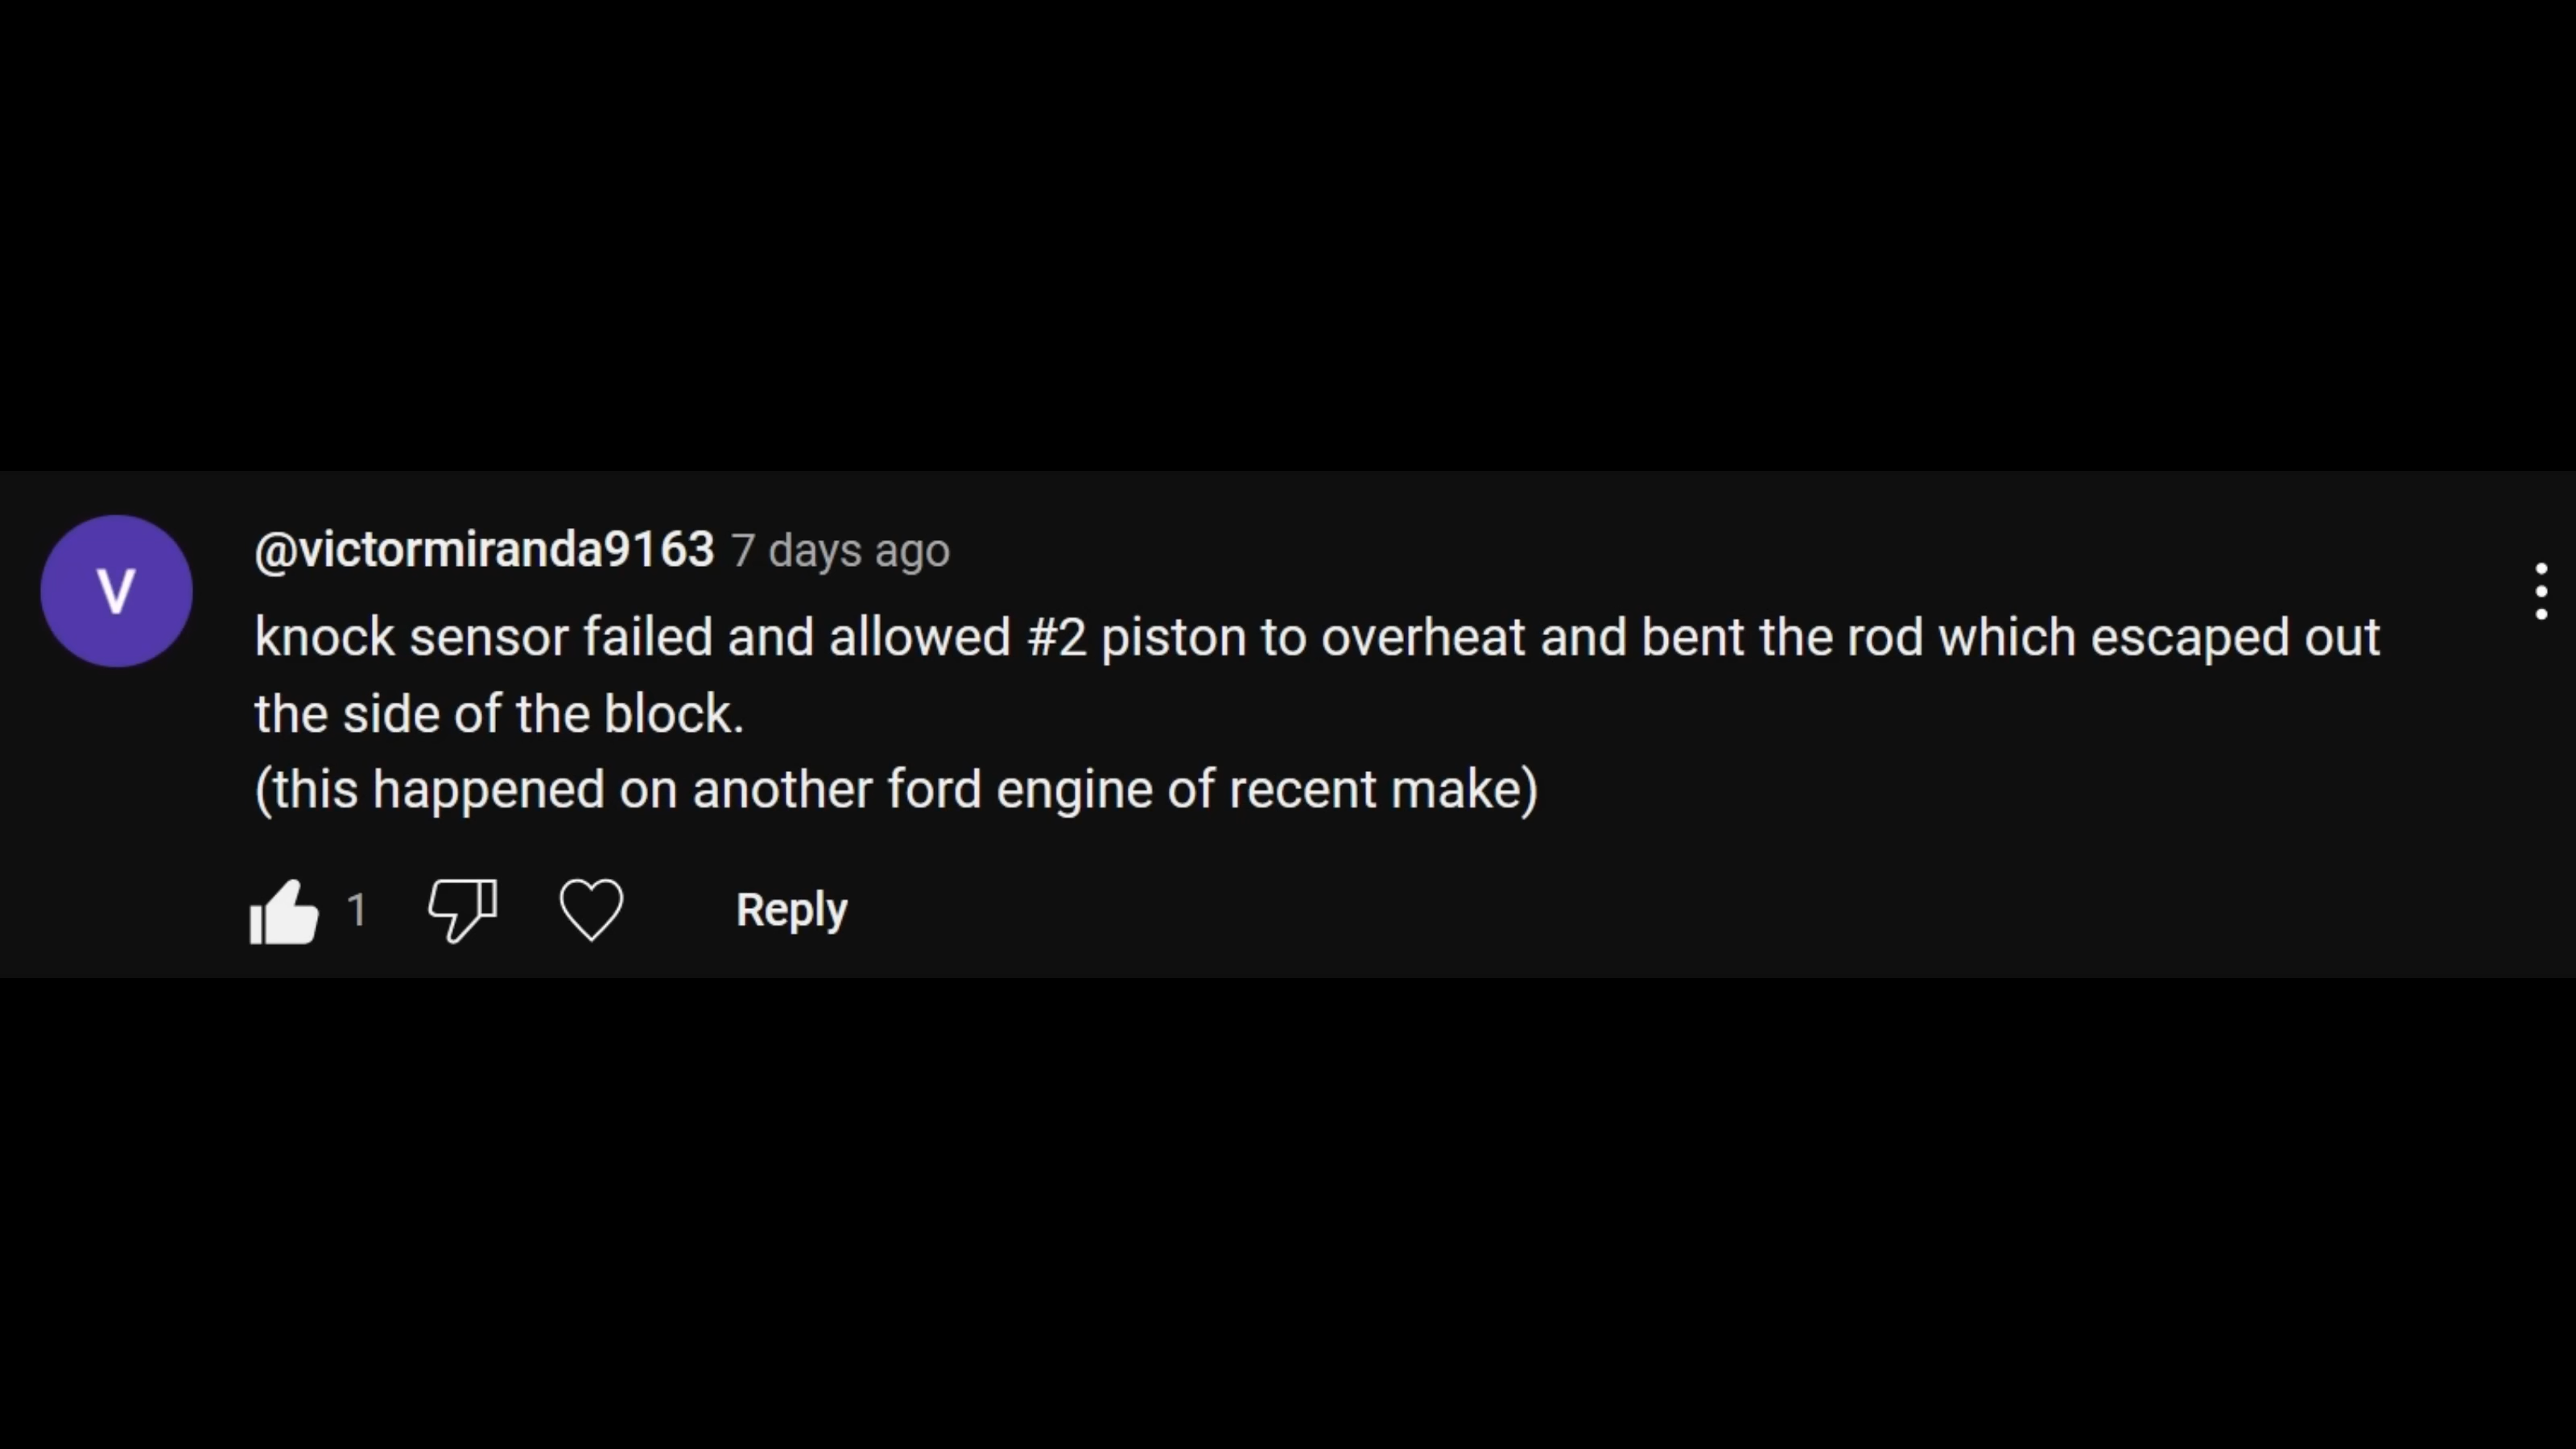 V
@victormiranda9163 7 days ago
knock sensor failed and allowed #2 piston to overheat and bent the rod which escaped out
the side of the block.
(this happened on another ford engine of recent make)
1 Reply